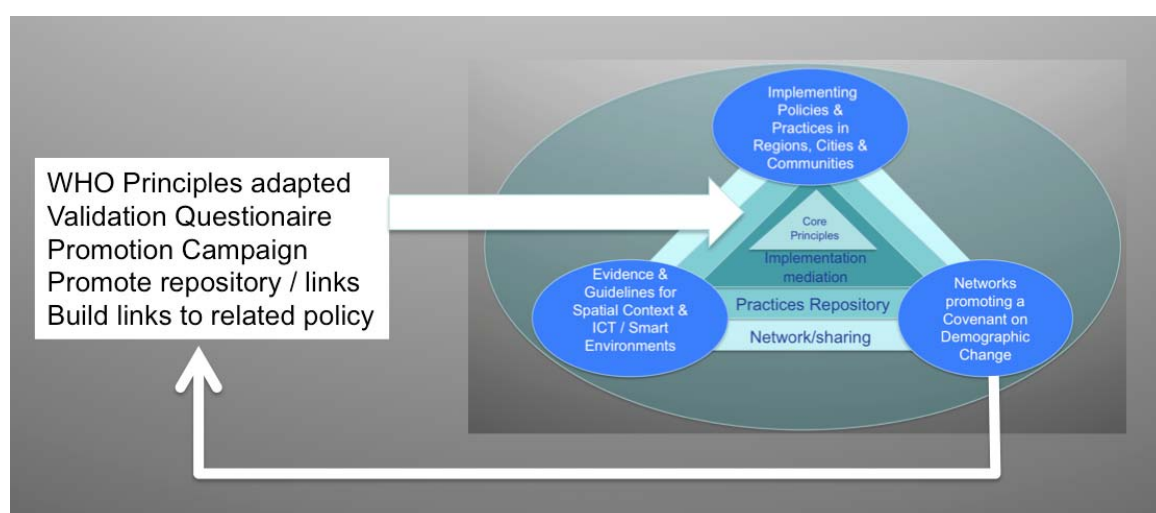 WHO Principles adapted
Validation Questionaire
Promotion Campaign
Promote repository / links
Build links to related policy
Implementing
Policies &
Practices in
Regions, Cities &
Communities
Core
Principles
Implementation
mediation
Practices Repository
Network/sharing
Evidence &
Guidelines for
Spatial Context &
ICT / Smart
Environments
Networks
promoting a
Covenant on
Demographic
Change